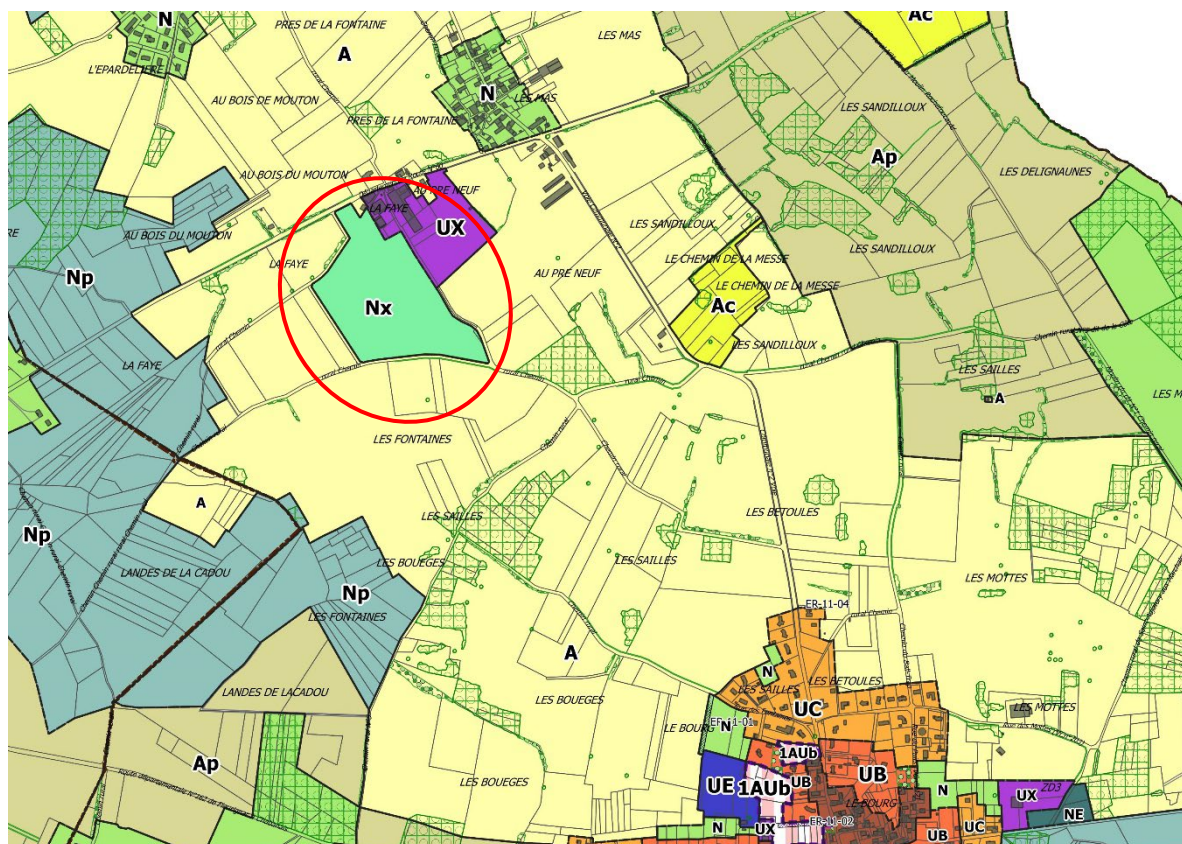 N
PRES DE LA FONTAINE
A
LES MAS
Ac
L'EPARDELIERE
AU BOIS DE MOUTON
N
LES MAS
PRES DE LA FONTAINE
LES SANDILLOUX
LES SANDILLOUX
Ap
LES DELIGNAUNES
AU BOIS DU MOUTON
AU PRE NEUF
LA FAYE
UX
AU BOIS DU MOUTON
LES SANDILLOUX
LES SANDILLOUX
Np
LA FAYE
AU PRE NEUF
LE CHEMIN DE LA MESSE
LE CHEMIN DE LA MESSE
Nx
Ac
LES SANDILLOUX
LA FAYE
rural Chemin
LES SAILLES
A
LES FONTAINES
Chemin rural
A
LES SAILLES
LES BETOULES
Np
LES BOUEGES
LES SAILLES
LANDES DE LA CADOU
Np
LES FONTAINES
LES MOTTES
ER-11-04
A
N
LES SAILLES
LES BETOULES
LANDES DE LACADOU
LES BOUEGES
UC
LES MOTTES
LE BOURG
ER-11-01
N
1AUb
Ap
LES BOUEGES
UE
1AUb
UB
UB
N
UX
ZD3
NE
LE BOURG
N
UX
ER-11-02
UB
UC